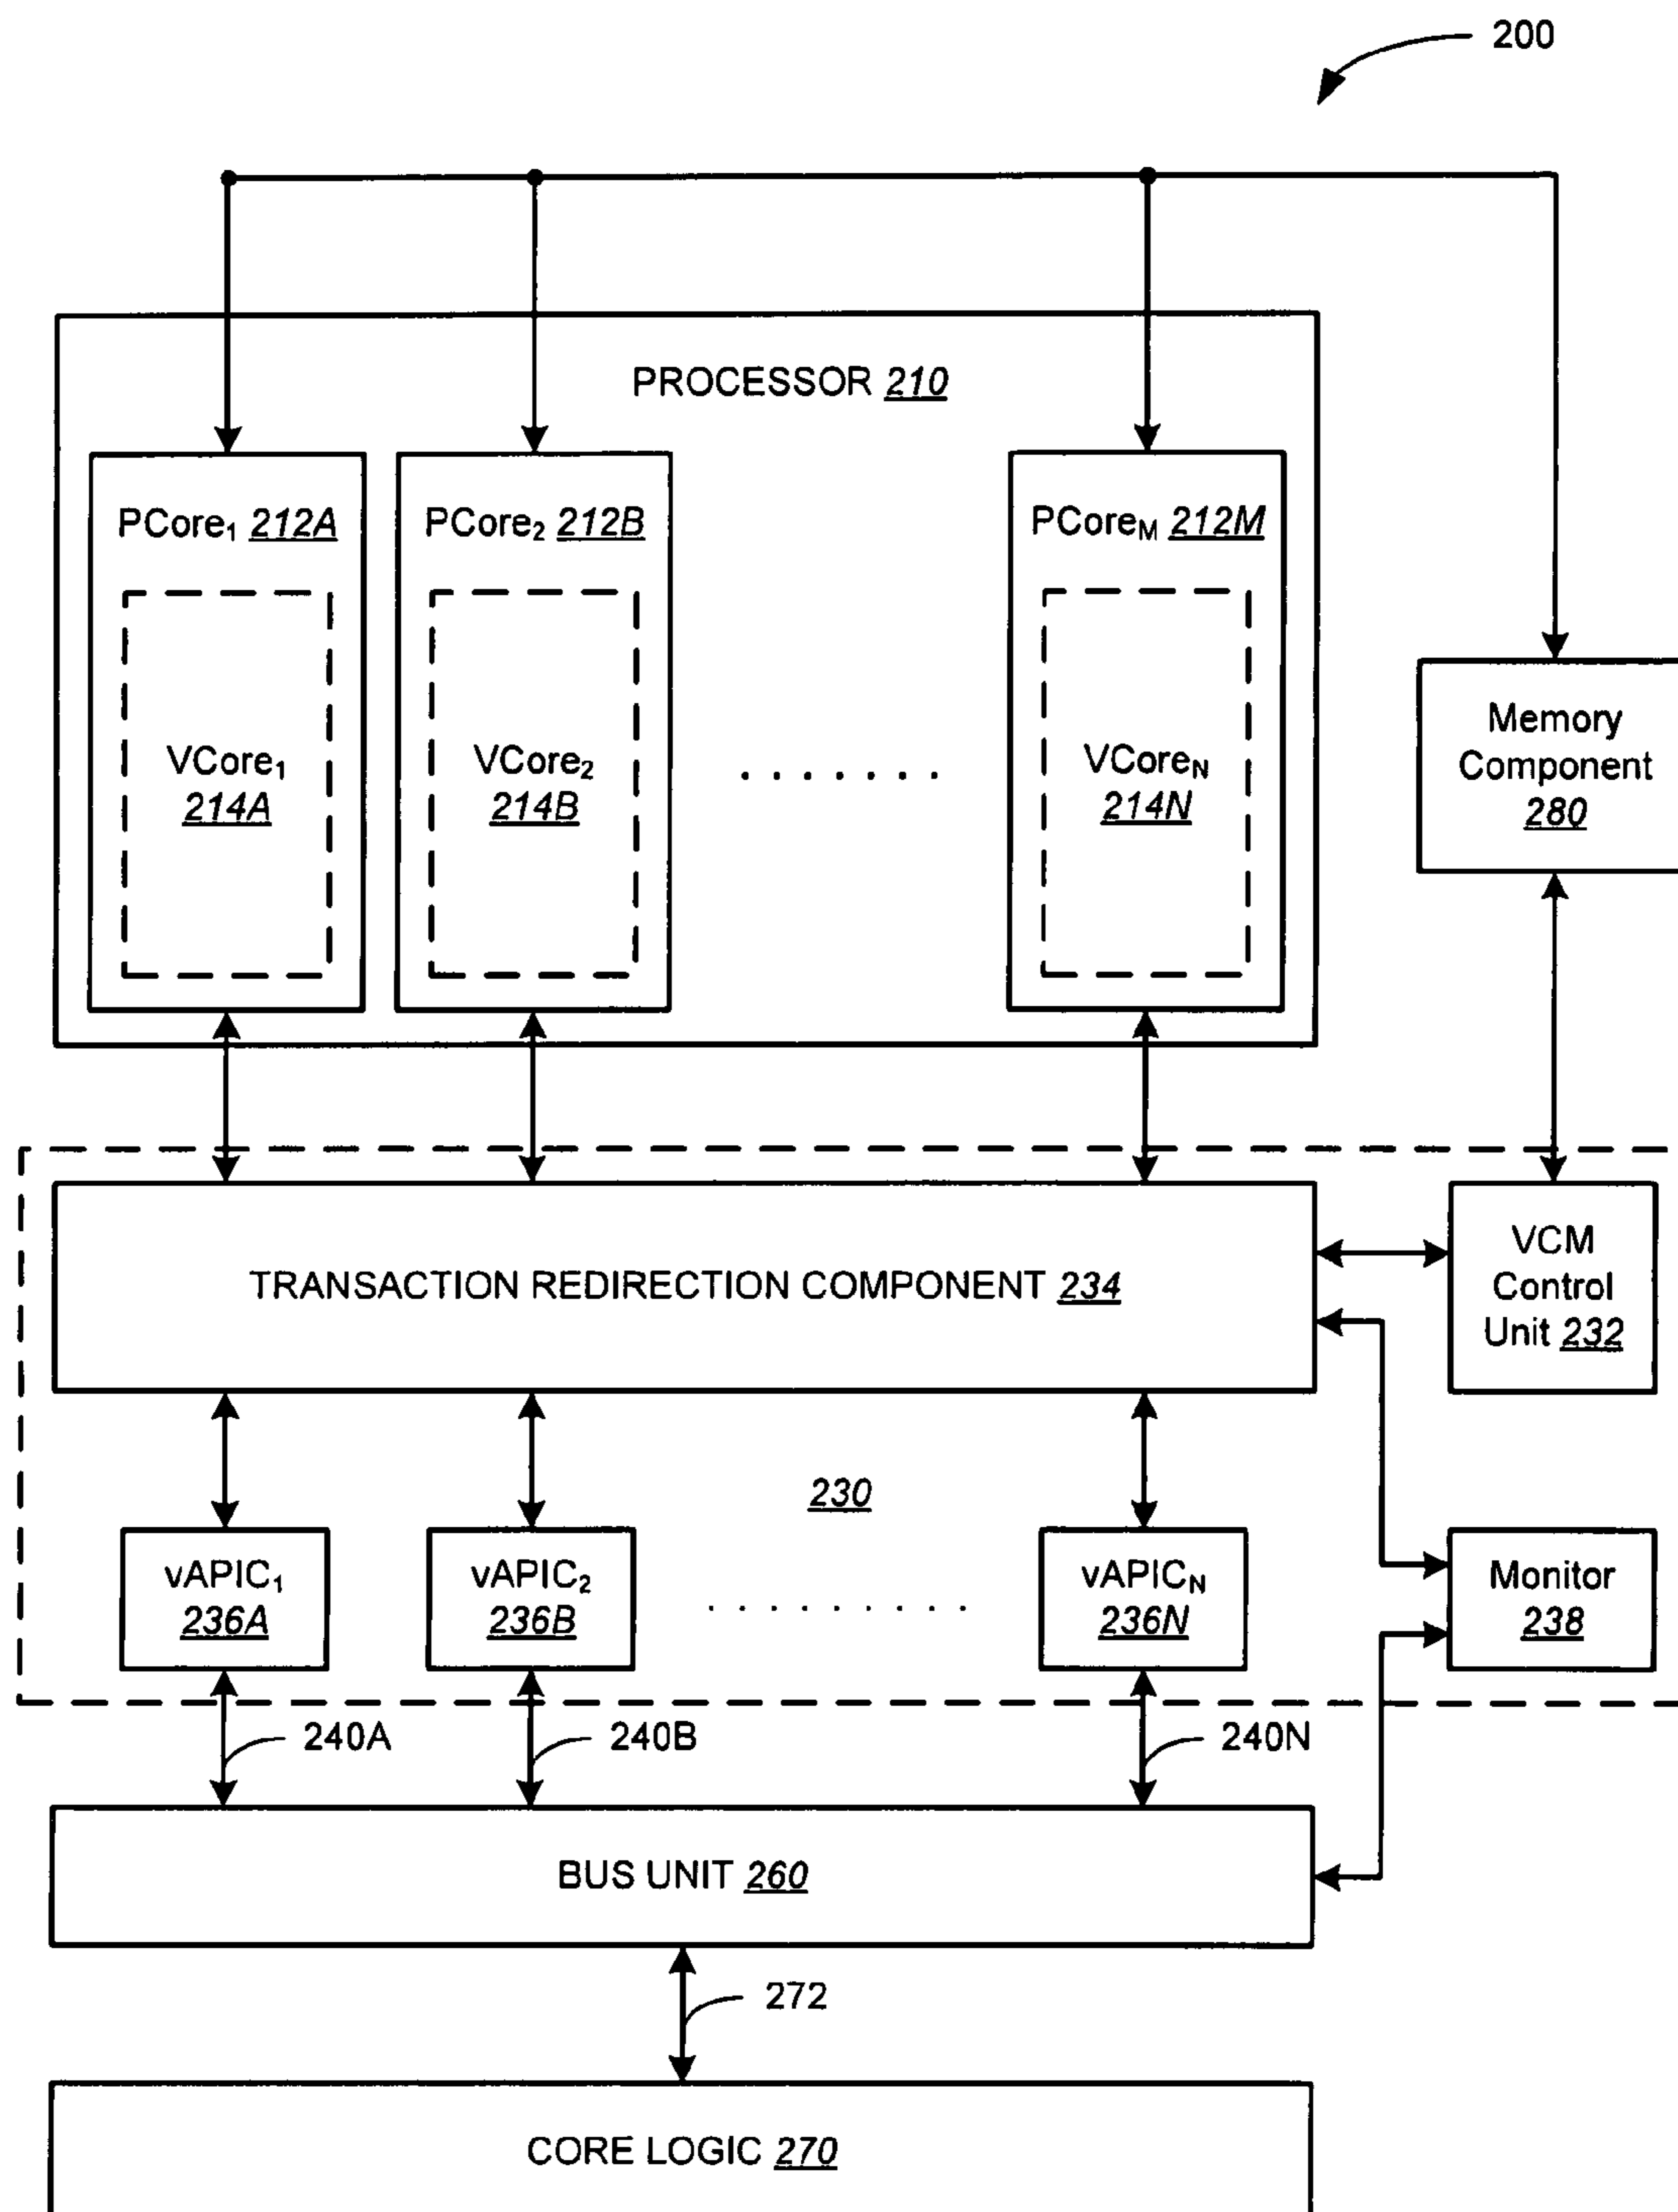 200
PROCESSOR 210
PCore₁ 212A
PCore₂ 212B
PCoreM 212M
VCore₁
214A
VCore₂
214B
. . . . . . .
VCoreN
214N
Memory
Component
280
TRANSACTION REDIRECTION COMPONENT 234
VCM
Control
Unit 232
230
vAPIC₁
236A
vAPIC₂
236B
. . . . . . . . .
vAPICN
236N
Monitor
238
240A
240B
240N
BUS UNIT 260
272
CORE LOGIC 270